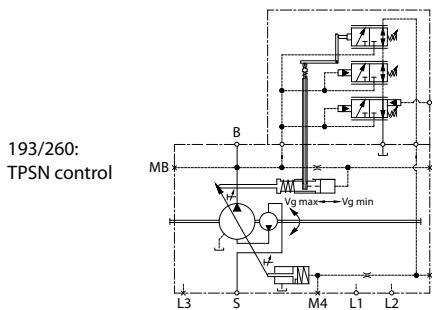 193/260:
TPSN control
B
MB
Vg max
Vg min
L3
S
M4
L1
L2